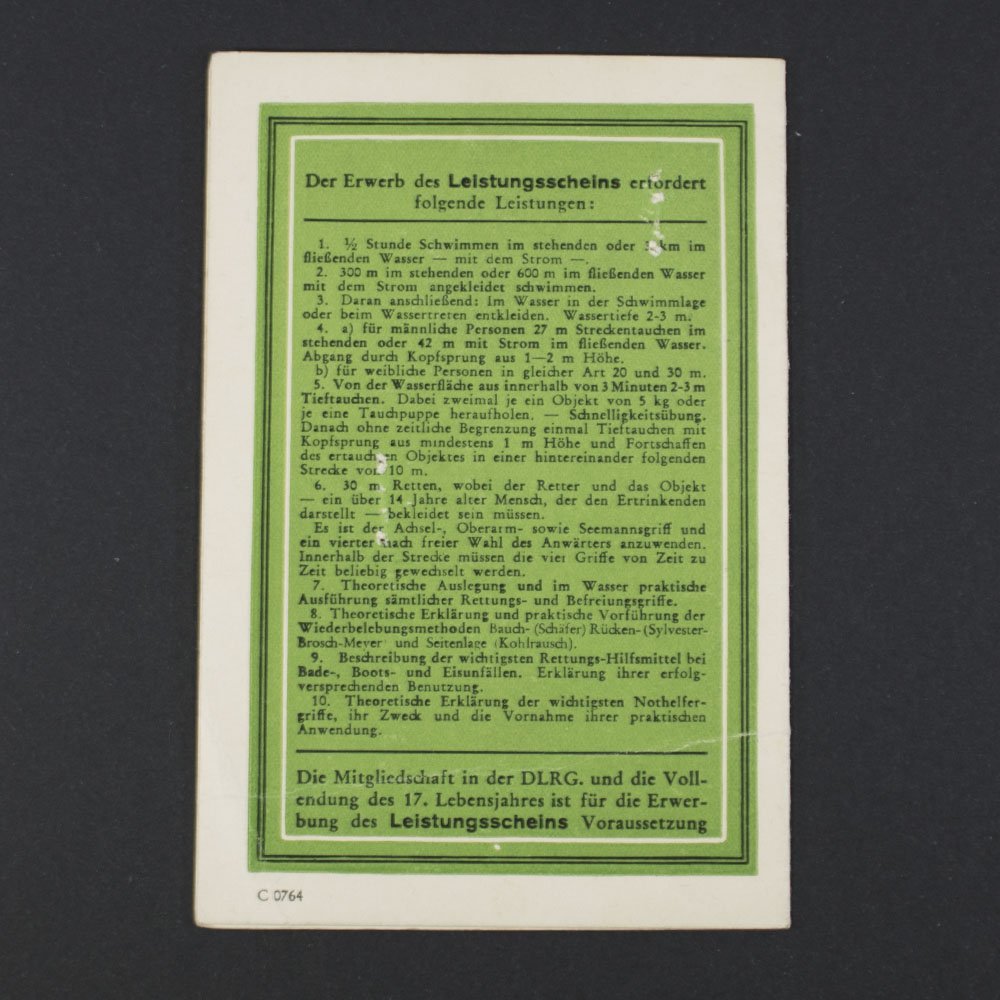 Der Erwerb des Leistungsscheins erfordert
folgende Leistungen:
1. ½ Stunde Schwimmen im stehenden oder km im
fließenden Wasser — mit dem Strom —.
2. 300 m im stehenden oder 600 m im fließenden Wasser
mit dem Strom angekleidet schwimmen.
3. Daran anschließend: Im Wasser in der Schwimmlage
oder beim Wassertreten entkleiden. Wassertiefe 2-3 m.
4. a) für männliche Personen 27 m Streckentauchen im
stehenden oder 42 m mit Strom im fließenden Wasser.
Abgang durch Kopfsprung aus 1—2 m Höhe.
b) für weibliche Personen in gleicher Art 20 und 30 m.
5. Von der Wasserfläche aus innerhalb von 3 Minuten 2-3 m
Tieftauchen. Dabei zweimal je ein Objekt von 5 kg oder
je eine Tauchpuppe heraufholen. — Schnelligkeitsübung.
Danach ohne zeitliche Begrenzung einmal Tieftauchen mit
Kopfsprung aus mindestens 1 m Höhe und Fortschaffen
des ertauchten Objektes in einer hintereinander folgenden
Strecke von 10 m.
6. 30 m Retten, wobei der Retter und das Objekt
— ein über 14 Jahre alter Mensch, der den Ertrinkenden
darstellt — bekleidet sein müssen.
Es ist der Achsel-, Oberarm- sowie Seemannsgriff und
ein vierter nach freier Wahl des Anwärters anzuwenden.
Innerhalb der Strecke müssen die vier Griffe von Zeit zu
Zeit beliebig gewechselt werden.
7. Theoretische Auslegung und im Wasser praktische
Ausführung sämtlicher Rettungs- und Befreiungsgriffe.
8. Theoretische Erklärung und praktische Vorführung der
Wiederbelebungsmethoden Bauch- (Schäfer) Rücken- (Sylvester-
Brosch-Meyer) und Seitenlage (Kohlrausch).
9. Beschreibung der wichtigsten Rettungs-Hilfsmittel bei
Bade-, Boots- und Eisunfällen. Erklärung ihrer erfolg-
versprechenden Benutzung.
10. Theoretische Erklärung der wichtigsten Nothelfer-
griffe, ihr Zweck und die Vornahme ihrer praktischen
Anwendung.
Die Mitgliedschaft in der DLRG. und die Voll-
endung des 17. Lebensjahres ist für die Erwer-
bung des Leistungsscheins Voraussetzung
C 0764